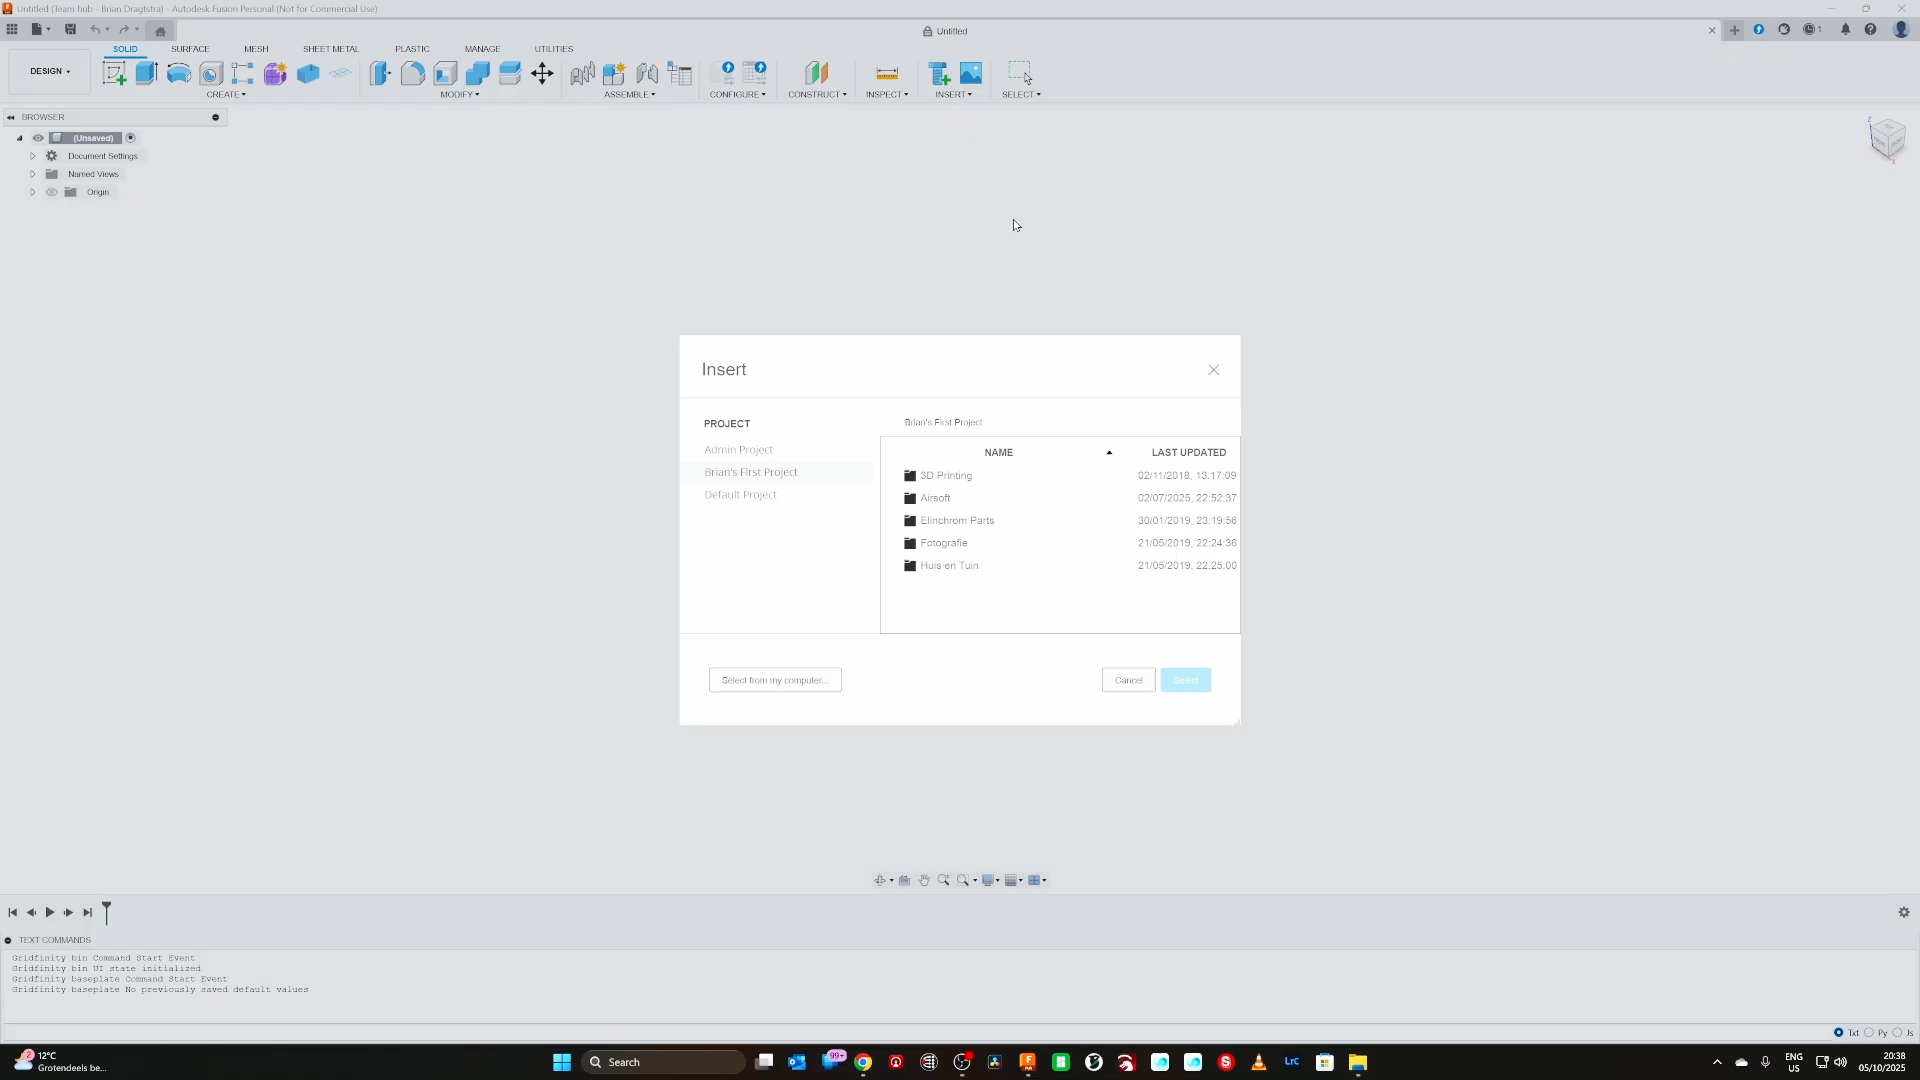 Untitled (Team hub - Brian Dragtstra) - Autodesk Fusion Personal (Not for Commercial Use)
Untitled
1
DESIGN
SOLID
SURFACE
MESH
SHEET METAL
PLASTIC
MANAGE
UTILITIES
CREATE
MODIFY
ASSEMBLE
CONFIGURE
CONSTRUCT
INSPECT
INSERT
SELECT
BROWSER
(Unsaved)
Document Settings
Named Views
Origin
Z
X
Insert
PROJECT
Admin Project
Brian's First Project
Default Project
Brian's First Project
NAME LAST UPDATED
3D Printing 02/11/2018, 13:17:09
Airsoft 02/07/2025, 22:52:37
Elinchrom Parts 30/01/2019, 23:19:56
Fotografie 21/05/2019, 22:24:36
Huis en Tuin 21/05/2019, 22:25:00
Select from my computer...
Cancel
Select
TEXT COMMANDS
Gridfinity bin Command Start Event
Gridfinity bin UI state initialized
Gridfinity baseplate Command Start Event
Gridfinity baseplate No previously saved default values
Txt Py Js
2
12°C
Grotendeels be...
Search
99+
LrC
ENG
US
20:38
05/10/2025